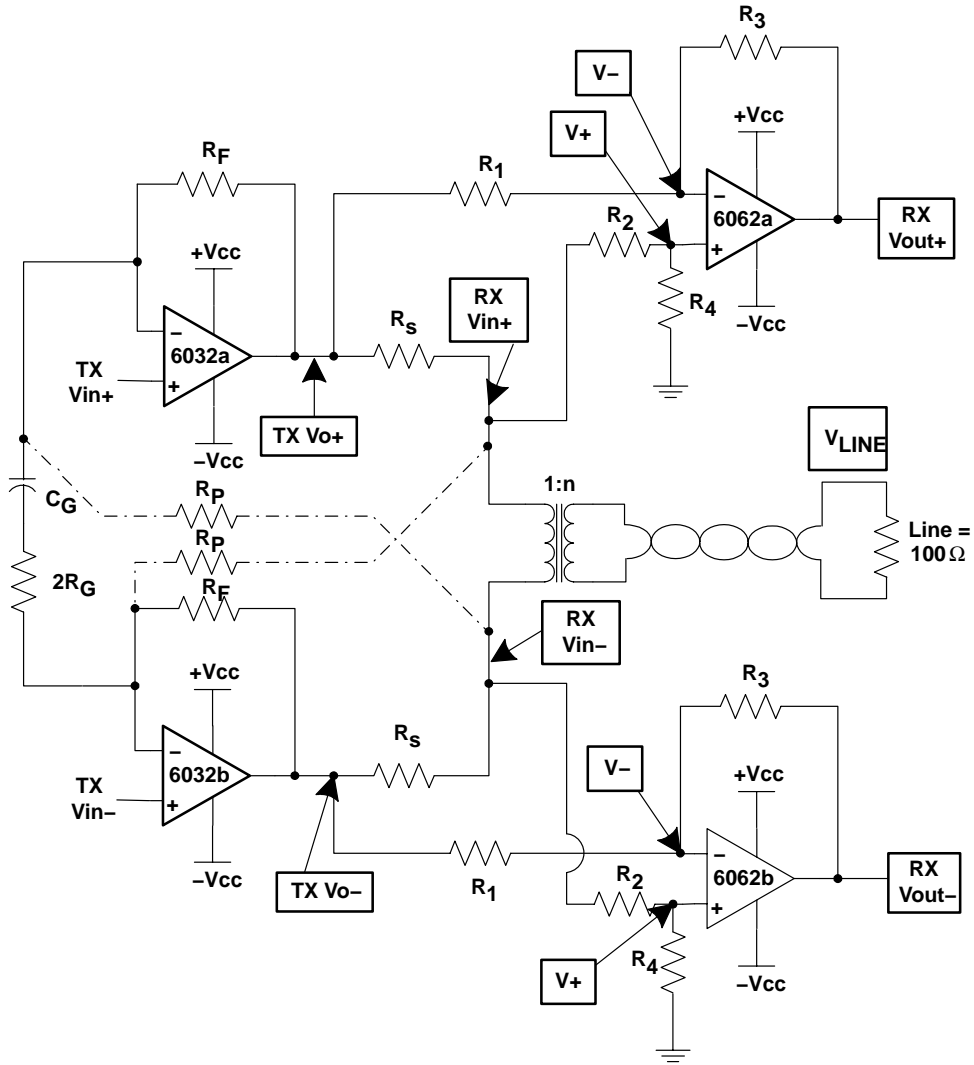 R3
V–
V+
+Vcc
RF
R1
–
6062a
+
RX
Vout+
R2
+Vcc
RX
Vin+
R4
–Vcc
Rs
–
6032a
+
TX
Vin+
TX Vo+
–Vcc
VLINE
CG
RP
1:n
Line =
100Ω
RP
2RG
RF
RX
Vin–
+Vcc
R3
Rs
V–
+Vcc
–
6032b
+
TX
Vin–
–Vcc
TX Vo–
R1
–
6062b
+
RX
Vout–
R2
V+
R4
–Vcc